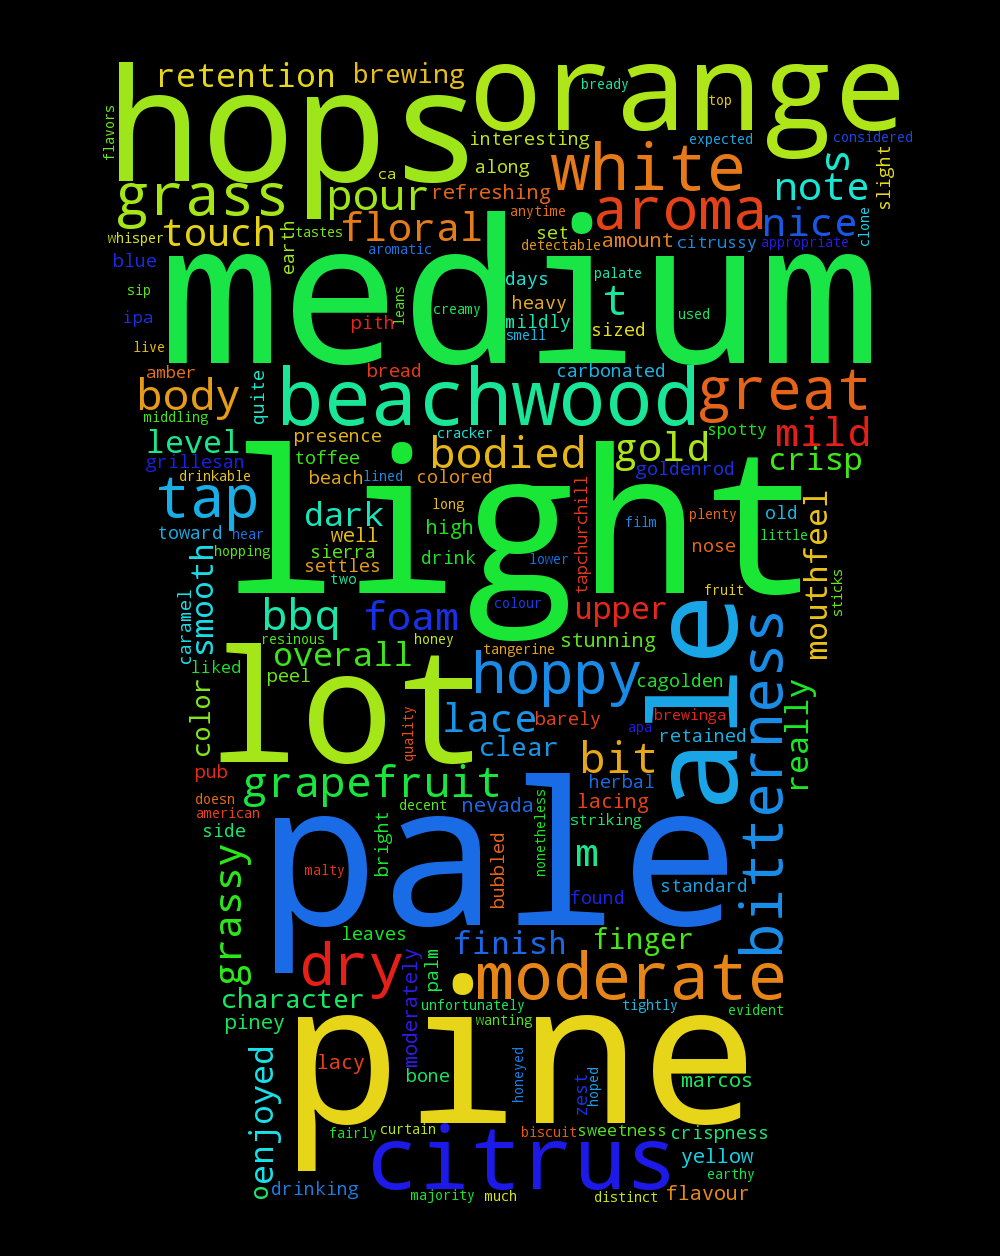 hops orange
retention brewing
bready
top
flavors
interesting
expected
considered
white
along
s
slight
grass
ca
pour
refreshing
note
aroma
nice
anytime
whisper
touch
earth
tastes
floral
set
detectable
amount
citrussy
appropriate
clone
aromatic
blue
medium
sip
days
palate
leans
creamy
heavy
t
used
ipa
pith
mildly
sized
live
smell
amber
bread
carbonated
body
quite
beachwood
great
middling
level
presence
cracker
bodied
gold
spotty
mild
grillesan
toffee
goldenrod
crisp
drinkable
beach
lined
colored
light
tap
dark
long
tapchurchill
plenty
old
mouthfeel
toward
near
well
high
film
little
hopping
sierra
drink
lower
nose
settles
smooth
two
sticks
caramel
fruit
bbq
foam
colour
upper
ale
bitterness
resinous
honey
stunning
liked
overall
tangerine
peel
hoppy
cagolden
color
lot
really
lace
barely
brewinga
quality
apa
retained
clear
bit
pub
grapefruit
herbal
doesn
decent
nevada
nonetheless
lacing
american
side
bright
striking
pale
bubbled
m
grassy
malty
standard
found
leaves
finish
finger
dry
moderately
palm
moderate
character
unfortunately
tightly
evident
piney
wanting
pine
enjoyed
lacy
bone
honeyed
zest
hoped
marcos
fairly
curtain
citrus
biscuit
sweetness
crispness
yellow
earthy
o
drinking
majority
much
distinct
flavour